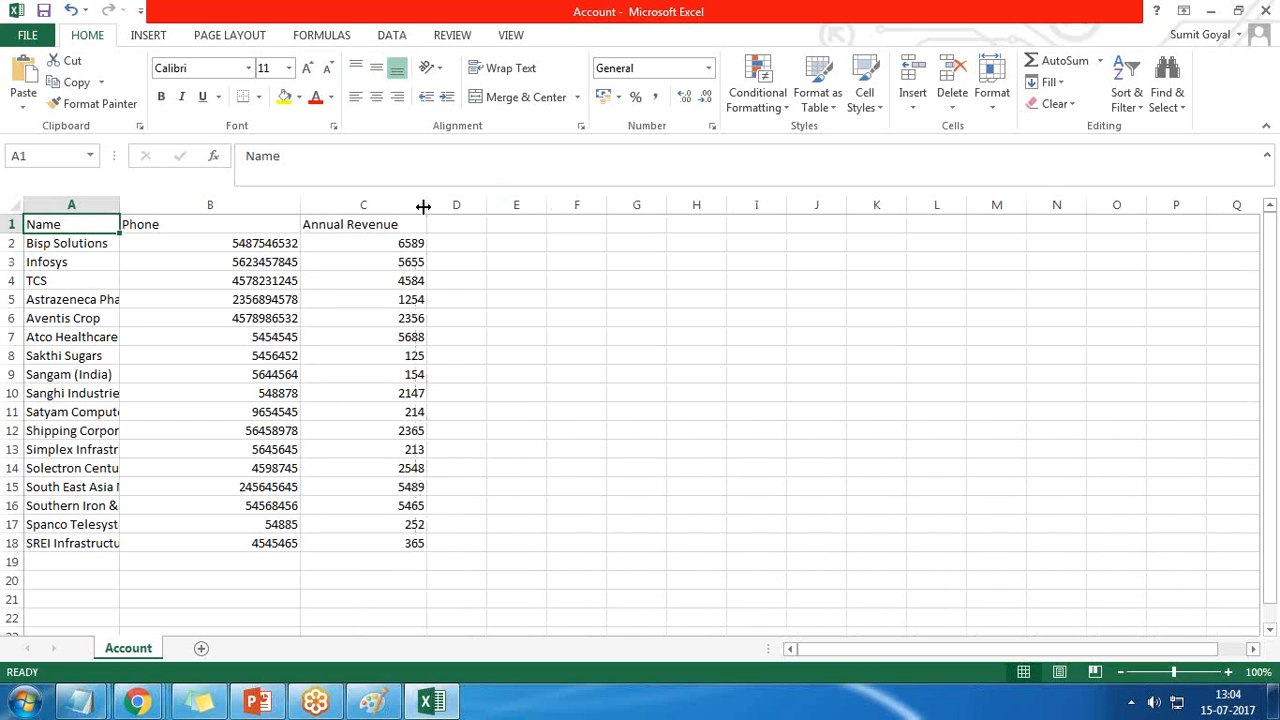 Account - Microsoft Excel
FILE HOME INSERT PAGE LAYOUT FORMULAS DATA REVIEW VIEW Sumit Goyal
Paste Cut Copy Format Painter
Calibri 11
B I U A
Wrap Text
Merge & Center
General
%
Conditional Formatting
Format as Table
Cell Styles
Insert Delete Format
AutoSum Fill Clear
Sort & Filter
Find & Select
Clipboard Font Alignment Number Styles Cells Editing
A1 fx Name
A B C D E F G H I J K L M N O P Q
1 Name Phone Annual Revenue
2 Bisp Solutions 5487546532 6589
3 Infosys 5623457845 5655
4 TCS 4578231245 4584
5 Astrazeneca Pha 2356894578 1254
6 Aventis Crop 4578986532 2356
7 Atco Healthcare 5454545 5688
8 Sakthi Sugars 5456452 125
9 Sangam (India) 5644564 154
10 Sanghi Industrie 548878 2147
11 Satyam Compute 9654545 214
12 Shipping Corpor 56458978 2365
13 Simplex Infrastr 5645645 213
14 Solectron Centu 4598745 2548
15 South East Asia 245645645 5489
16 Southern Iron & 54568456 5465
17 Spanco Telesyst 54885 252
18 SREI Infrastructu 4545465 365
19
20
21
22
Account
READY 100%
13:04
15-07-2017